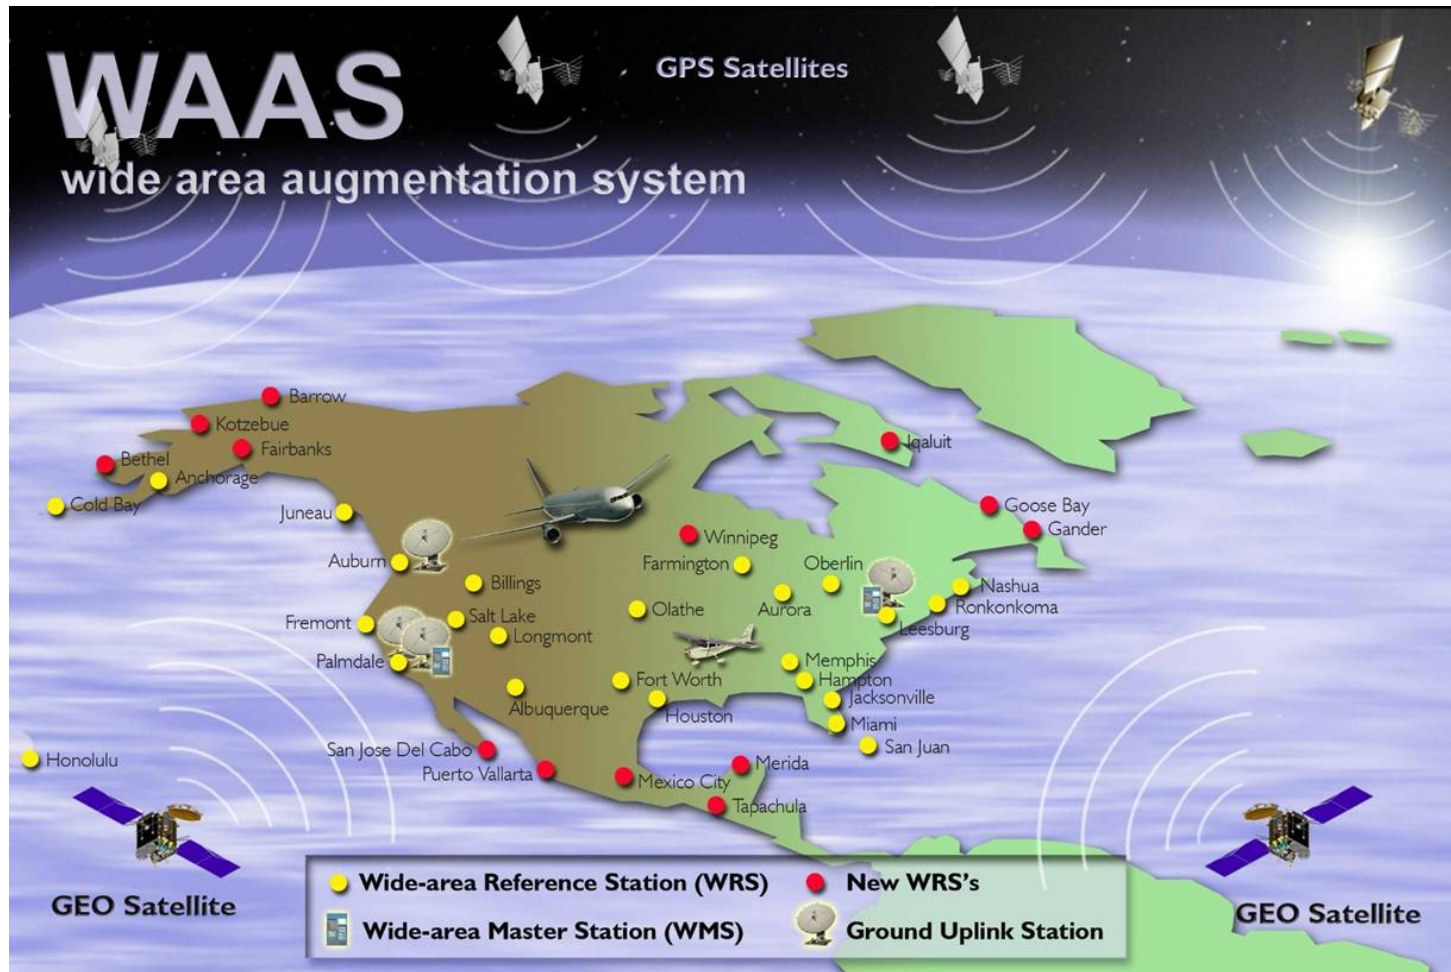 WAAS
GPS Satellites
wide area augmentation system
Barrow
Kotzebue
Fairbanks
Iqaluit
Bethel
Anchorage
Cold Bay
Juneau
Goose Bay
Gander
Winnipeg
Auburn
Farmington
Oberlin
Billings
Nashua
Olathe
Aurora
Ronkonkoma
Fremont
Salt Lake
Leesburg
Longmont
Palmdale
Memphis
Fort Worth
Hampton
Jacksonville
Albuquerque
Houston
Miami
San Juan
San Jose Del Cabo
Honolulu
Puerto Vallarta
Merida
Mexico City
Tapachula
Wide-area Reference Station (WRS)
New WRS's
GEO Satellite
GEO Satellite
Wide-area Master Station (WMS)
Ground Uplink Station